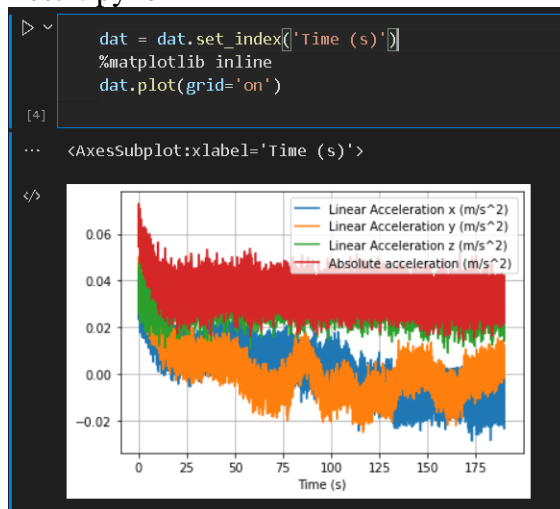 dat = dat.set_index('Time (s)')
%matplotlib inline
dat.plot(grid='on')
[4]
... <AxesSubplot:xlabel='Time (s)'>
</>
Linear Acceleration x (m/s^2)
Linear Acceleration y (m/s^2)
Linear Acceleration z (m/s^2)
Absolute acceleration (m/s^2)
0.06
0.04
0.02
0.00
−0.02
0 25 50 75 100 125 150 175
Time (s)